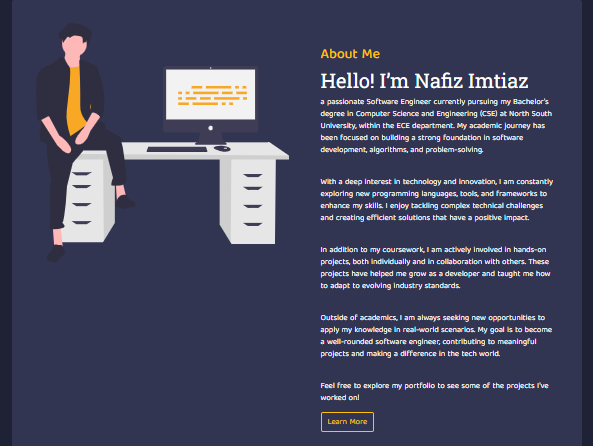 About Me
Hello! I'm Nafiz Imtiaz
a passionate Software Engineer currently pursuing my Bachelor's
degree in Computer Science and Engineering (CSE) at North South
University, within the ECE department. My academic journey has
been focused on building a strong foundation in software
development, algorithms, and problem-solving.
With a deep interest in technology and innovation, I am constantly
exploring new programming languages, tools, and frameworks to
enhance my skills. I enjoy tackling complex technical challenges
and creating efficient solutions that have a positive impact.
In addition to my coursework, I am actively involved in hands-on
projects, both individually and in collaboration with others. These
projects have helped me grow as a developer and taught me how
to adapt to evolving industry standards.
Outside of academics, I am always seeking new opportunities to
apply my knowledge in real-world scenarios. My goal is to become
a well-rounded software engineer, contributing to meaningful
projects and making a difference in the tech world.
Feel free to explore my portfolio to see some of the projects I've
worked on!
Learn More